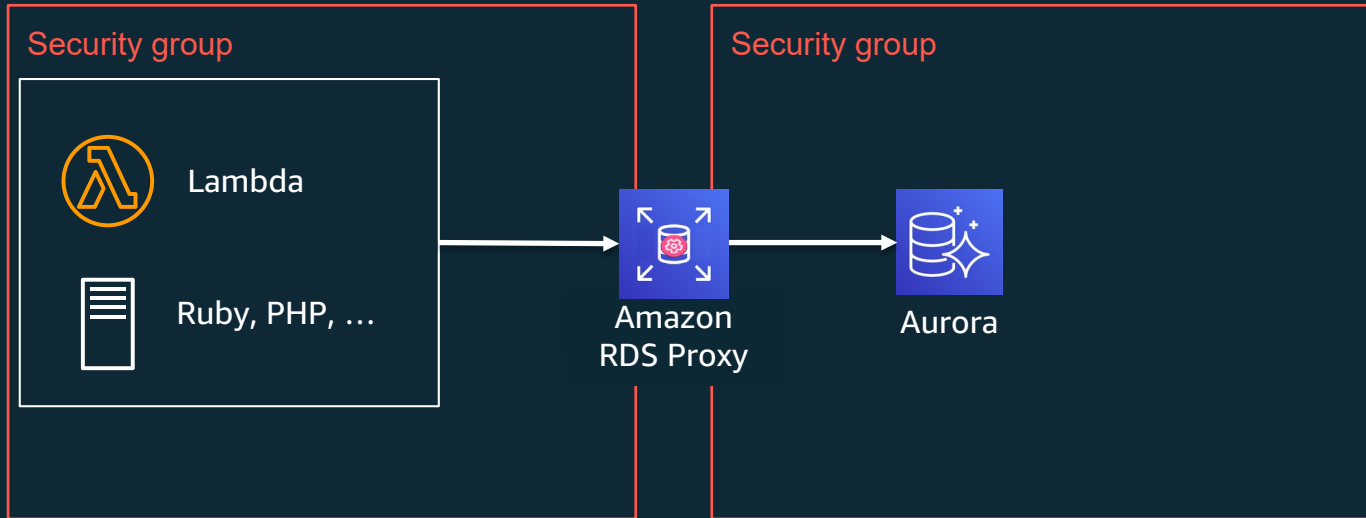 Security group
Security group
Lambda
Ruby, PHP, …
Amazon
RDS Proxy
Aurora